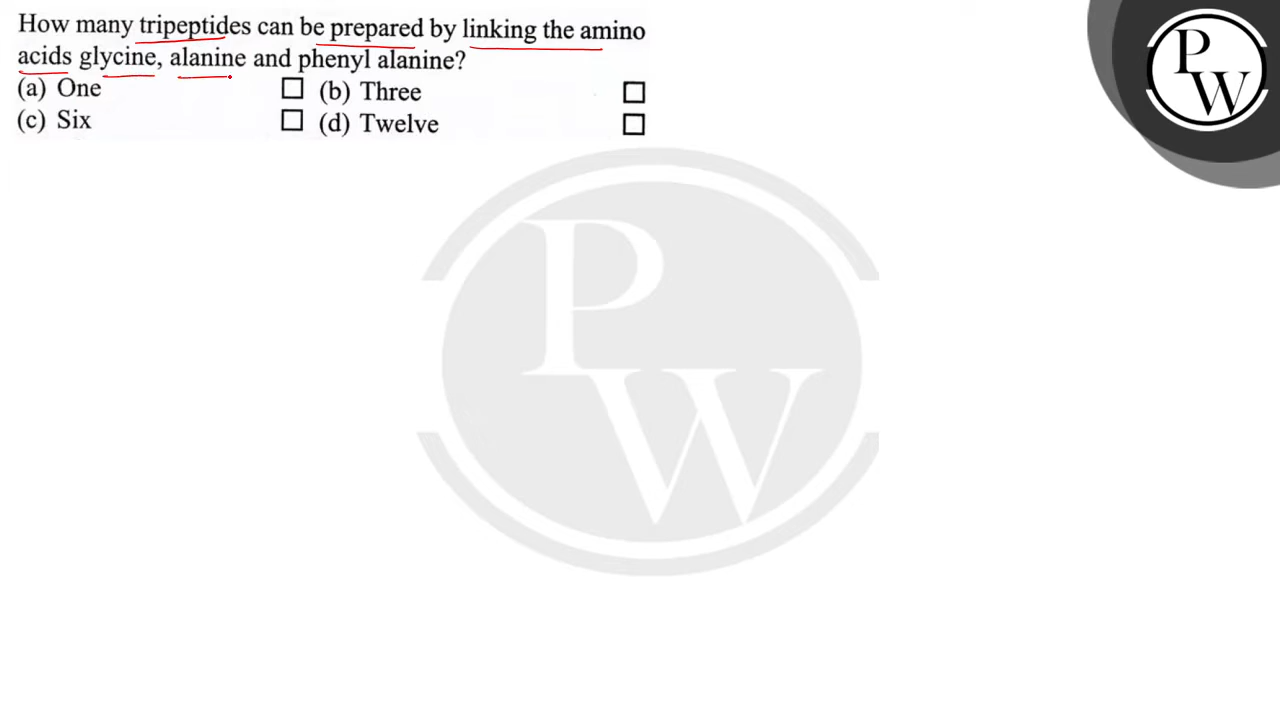 How many tripeptides can be prepared by linking the amino
acids glycine, alanine and phenyl alanine?
(a) One ☐ (b) Three ☐
(c) Six ☐ (d) Twelve ☐
P
W
P
W